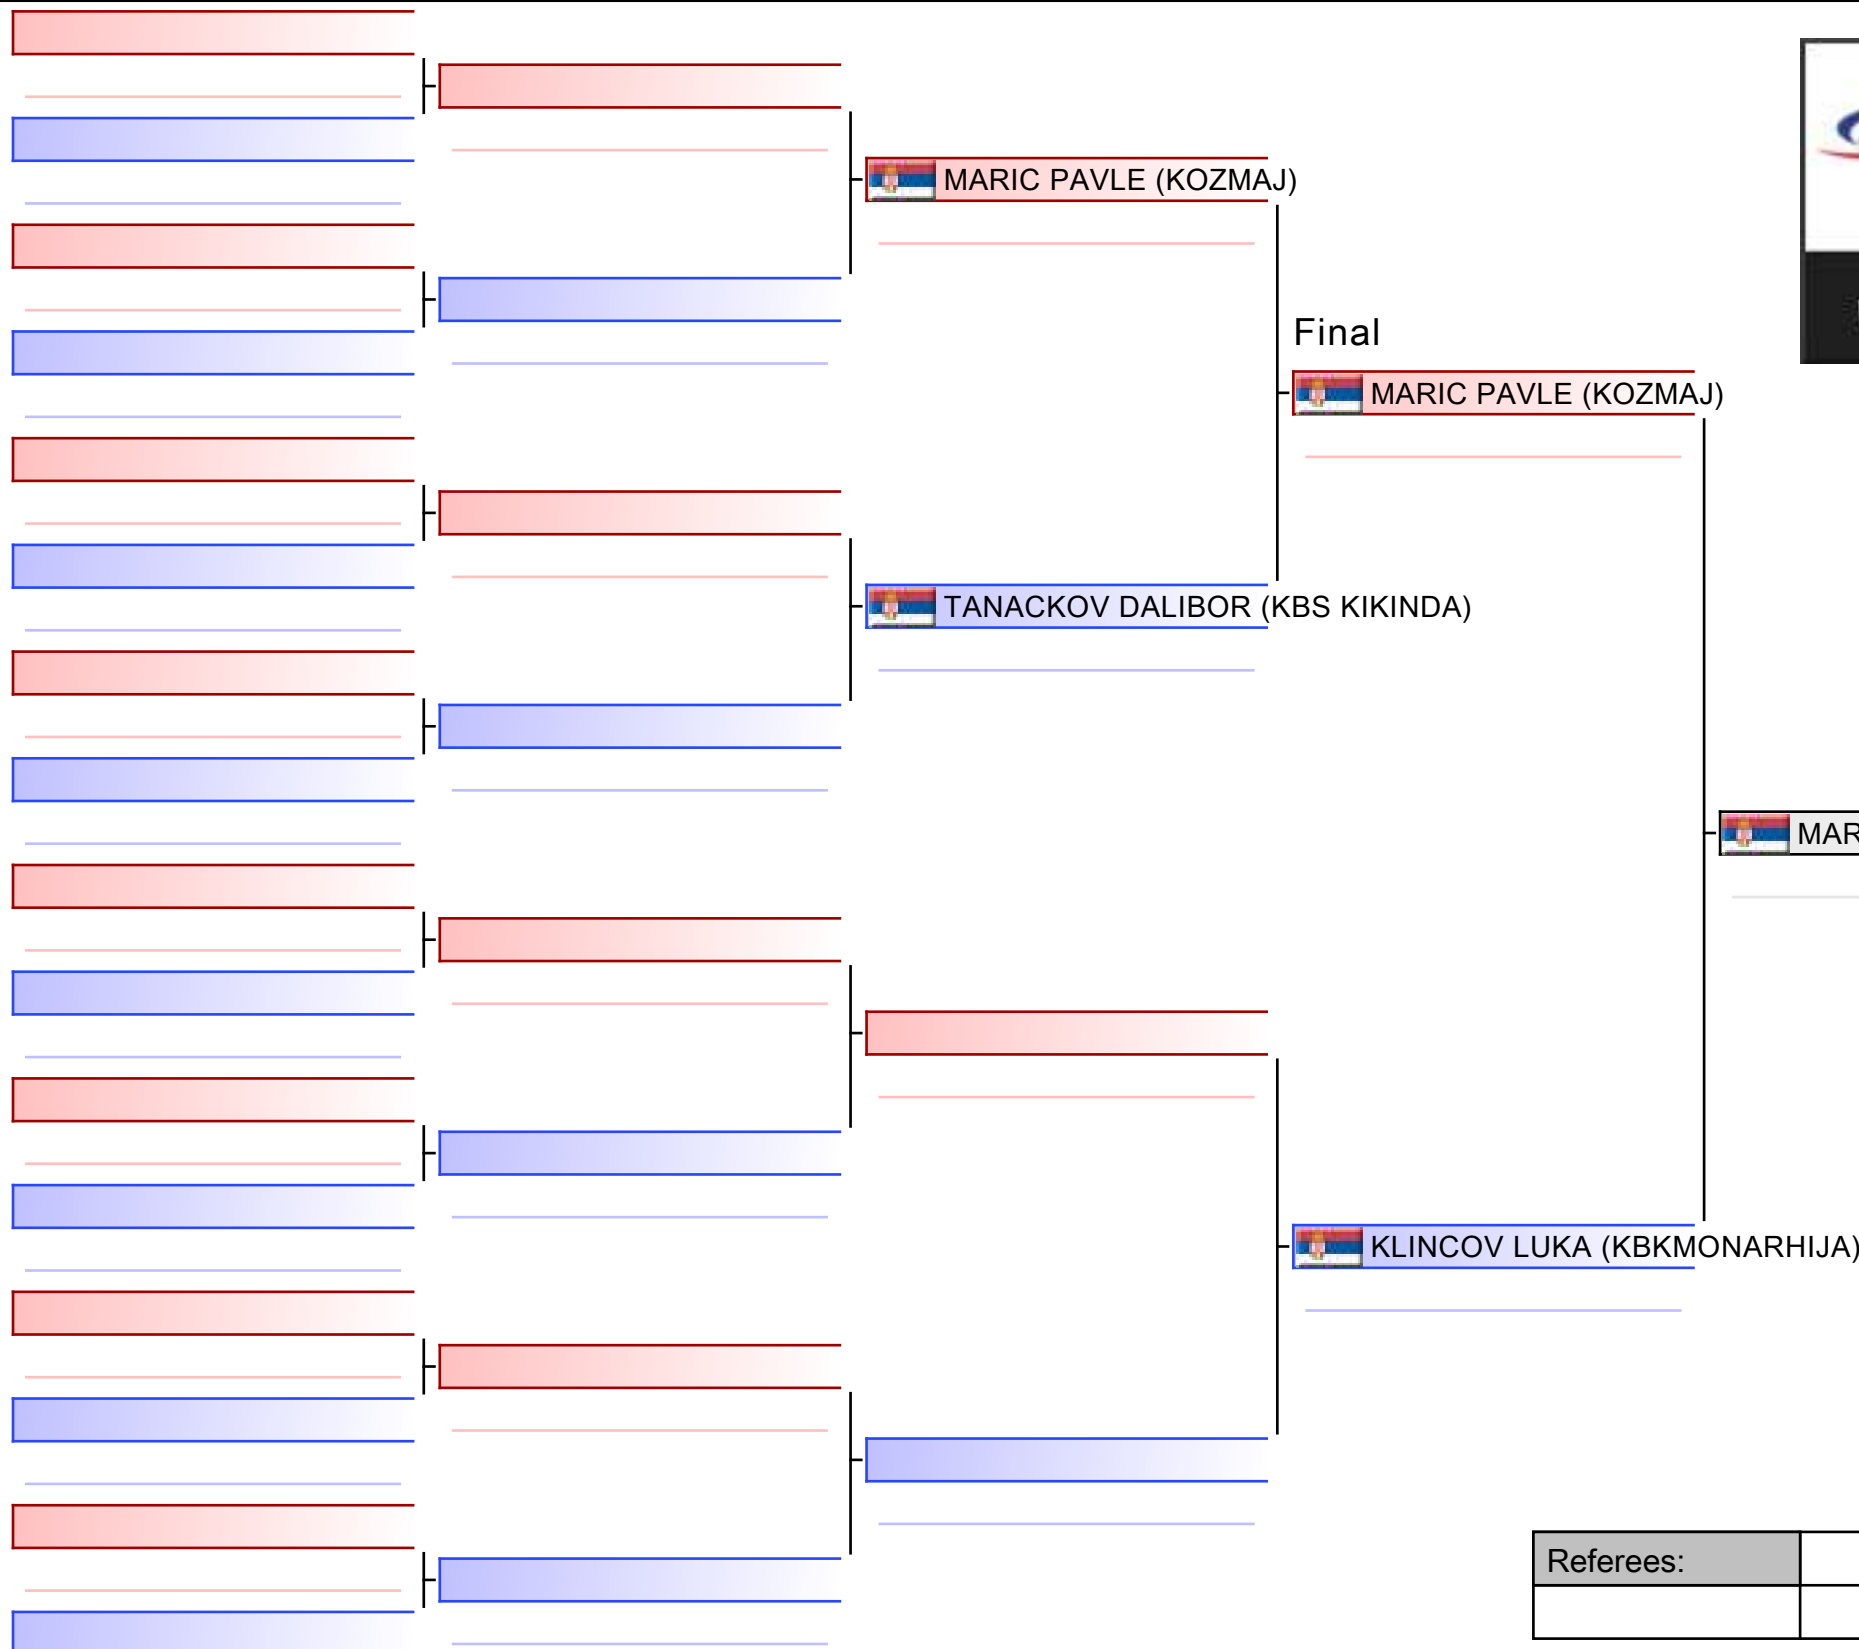 MARIC PAVLE (KOZMAJ)
Final
MARIC PAVLE (KOZMAJ)
TANACKOV DALIBOR (KBS KIKINDA)
MAR
KLINCOV LUKA (KBKMONARHIJA)
Referees: